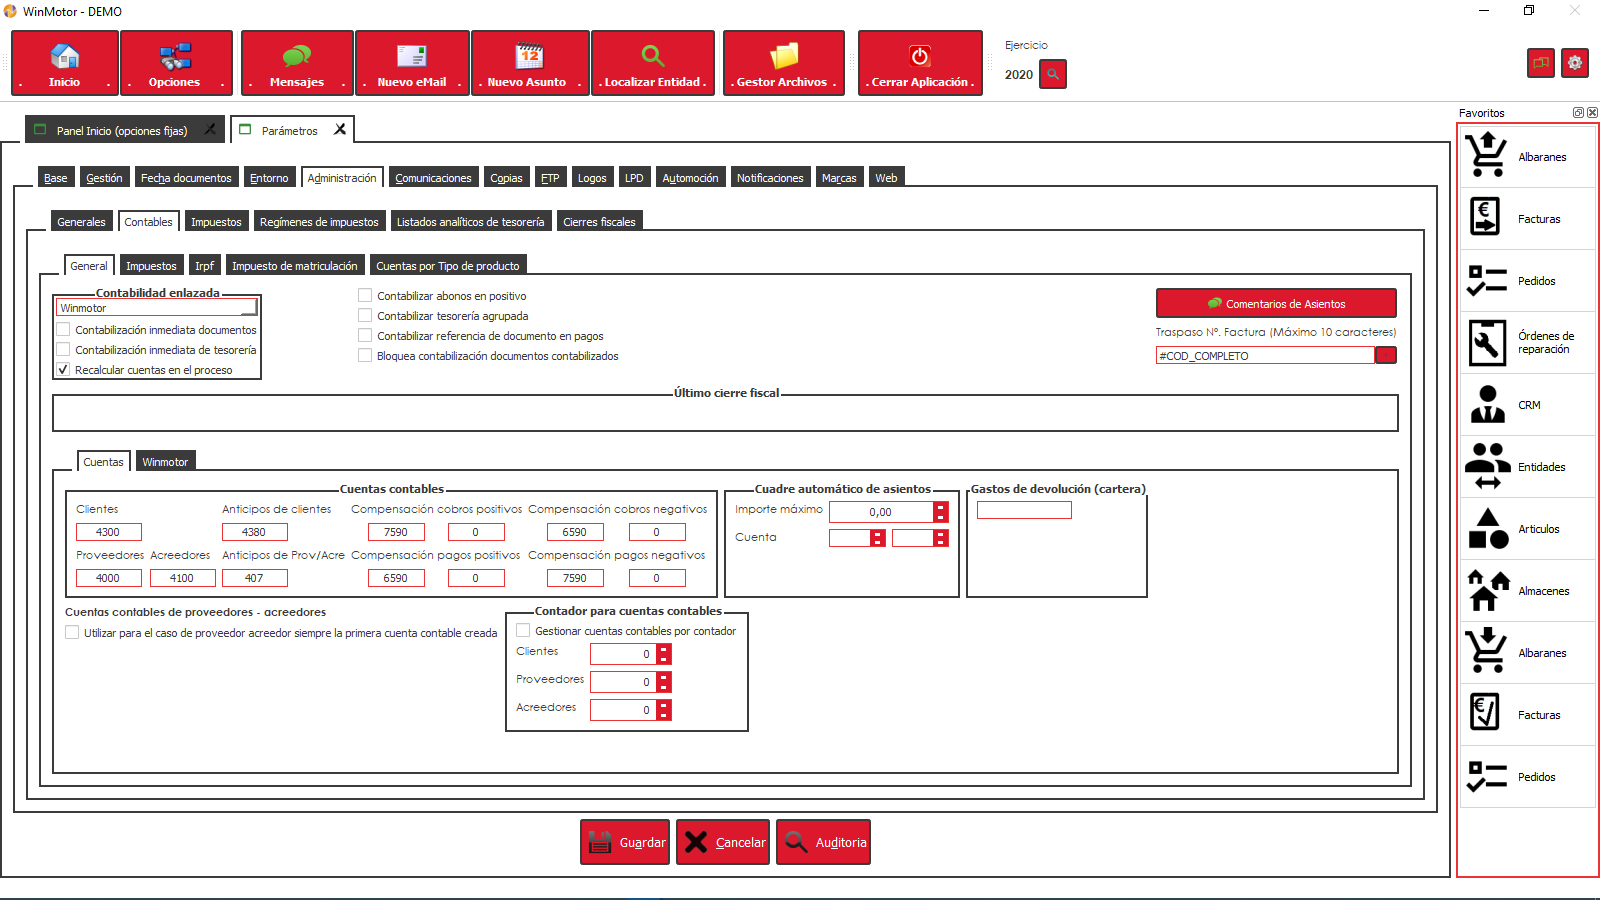 WinMotor - DEMO
. Inicio .
. Opciones .
. Mensajes .
. Nuevo eMail .
. Nuevo Asunto .
. Localizar Entidad .
. Gestor Archivos .
. Cerrar Aplicación .
Ejercicio
2020
Panel Inicio (opciones fijas)
Parámetros
Base
Gestión
Fecha documentos
Entorno
Administración
Comunicaciones
Copias
FTP
Logos
LPD
Automoción
Notificaciones
Marcas
Web
Generales
Contables
Impuestos
Regímenes de impuestos
Listados analíticos de tesorería
Cierres fiscales
General
Impuestos
Irpf
Impuesto de matriculación
Cuentas por Tipo de producto
Contabilidad enlazada
Winmotor
Contabilización inmediata documentos
Contabilización inmediata de tesorería
Recalcular cuentas en el proceso
Contabilizar abonos en positivo
Contabilizar tesorería agrupada
Contabilizar referencia de documento en pagos
Bloquea contabilización documentos contabilizados
Comentarios de Asientos
Traspaso Nº. Factura (Máximo 10 caracteres)
#COD_COMPLETO
Último cierre fiscal
Cuentas
Winmotor
Cuentas contables
Clientes
Anticipos de clientes
Compensación cobros positivos
Compensación cobros negativos
4300
4380
7590
0
6590
0
Proveedores
Acreedores
Anticipos de Prov/Acre
Compensación pagos positivos
Compensación pagos negativos
4000
4100
407
6590
0
7590
0
Cuadre automático de asientos
Importe máximo
0,00
Cuenta
Gastos de devolución (cartera)
Cuentas contables de proveedores - acreedores
Utilizar para el caso de proveedor acreedor siempre la primera cuenta contable creada
Contador para cuentas contables
Gestionar cuentas contables por contador
Clientes
0
Proveedores
0
Acreedores
0
Guardar
Cancelar
Auditoria
Favoritos
Albaranes
Facturas
Pedidos
Órdenes de
reparación
CRM
Entidades
Articulos
Almacenes
Albaranes
Facturas
Pedidos